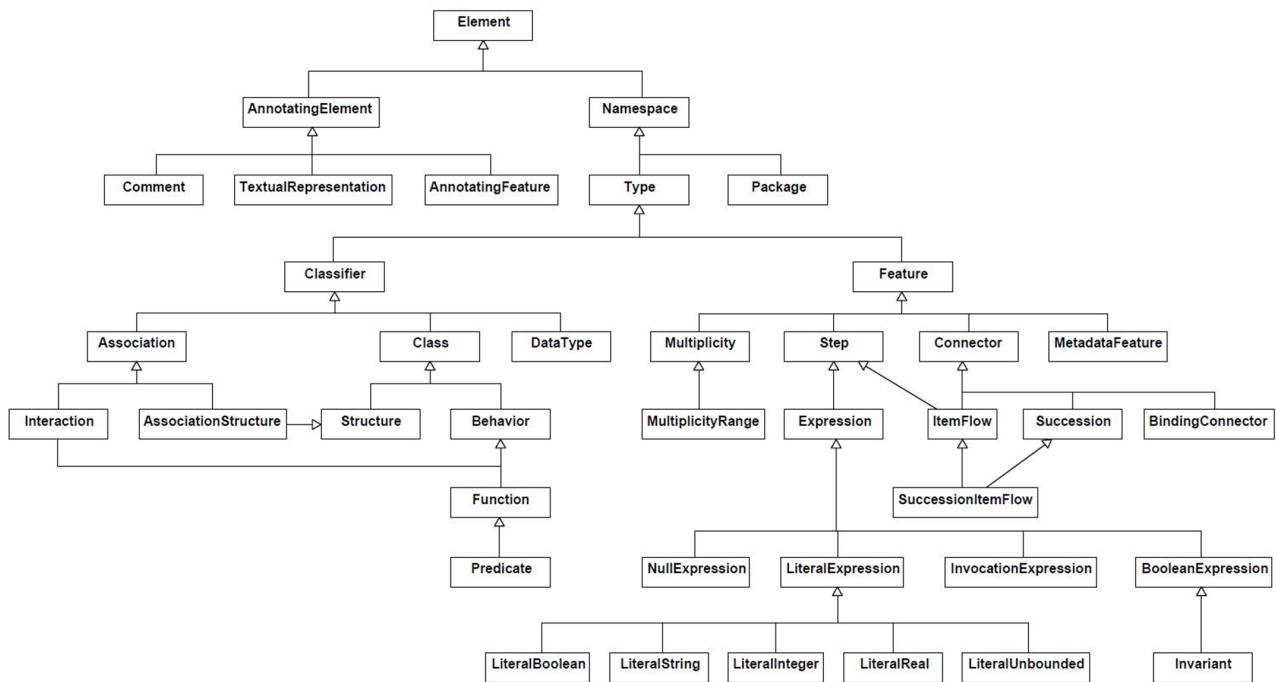 Element
AnnotatingElement
Namespace
Comment
TextualRepresentation
AnnotatingFeature
Type
Package
Classifier
Feature
Association
Class
DataType
Multiplicity
Step
Connector
MetadataFeature
Interaction
AssociationStructure
Structure
Behavior
MultiplicityRange
Expression
ItemFlow
Succession
BindingConnector
Function
SuccessionItemFlow
Predicate
NullExpression
LiteralExpression
InvocationExpression
BooleanExpression
LiteralBoolean
LiteralString
LiteralInteger
LiteralReal
LiteralUnbounded
Invariant